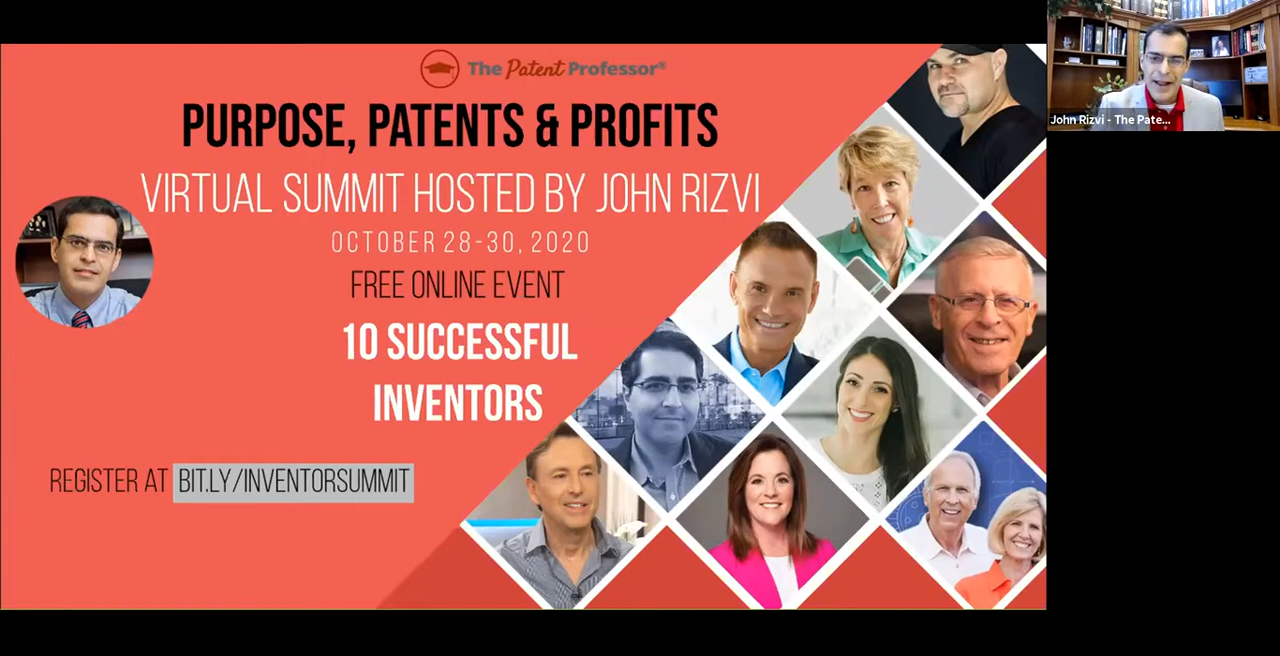 The Patent Professor®
PURPOSE, PATENTS & PROFITS
VIRTUAL SUMMIT HOSTED BY JOHN RIZVI
OCTOBER 28-30, 2020
FREE ONLINE EVENT
10 SUCCESSFUL
INVENTORS
REGISTER AT BIT.LY/INVENTORSUMMIT
John Rizvi - The Pate...